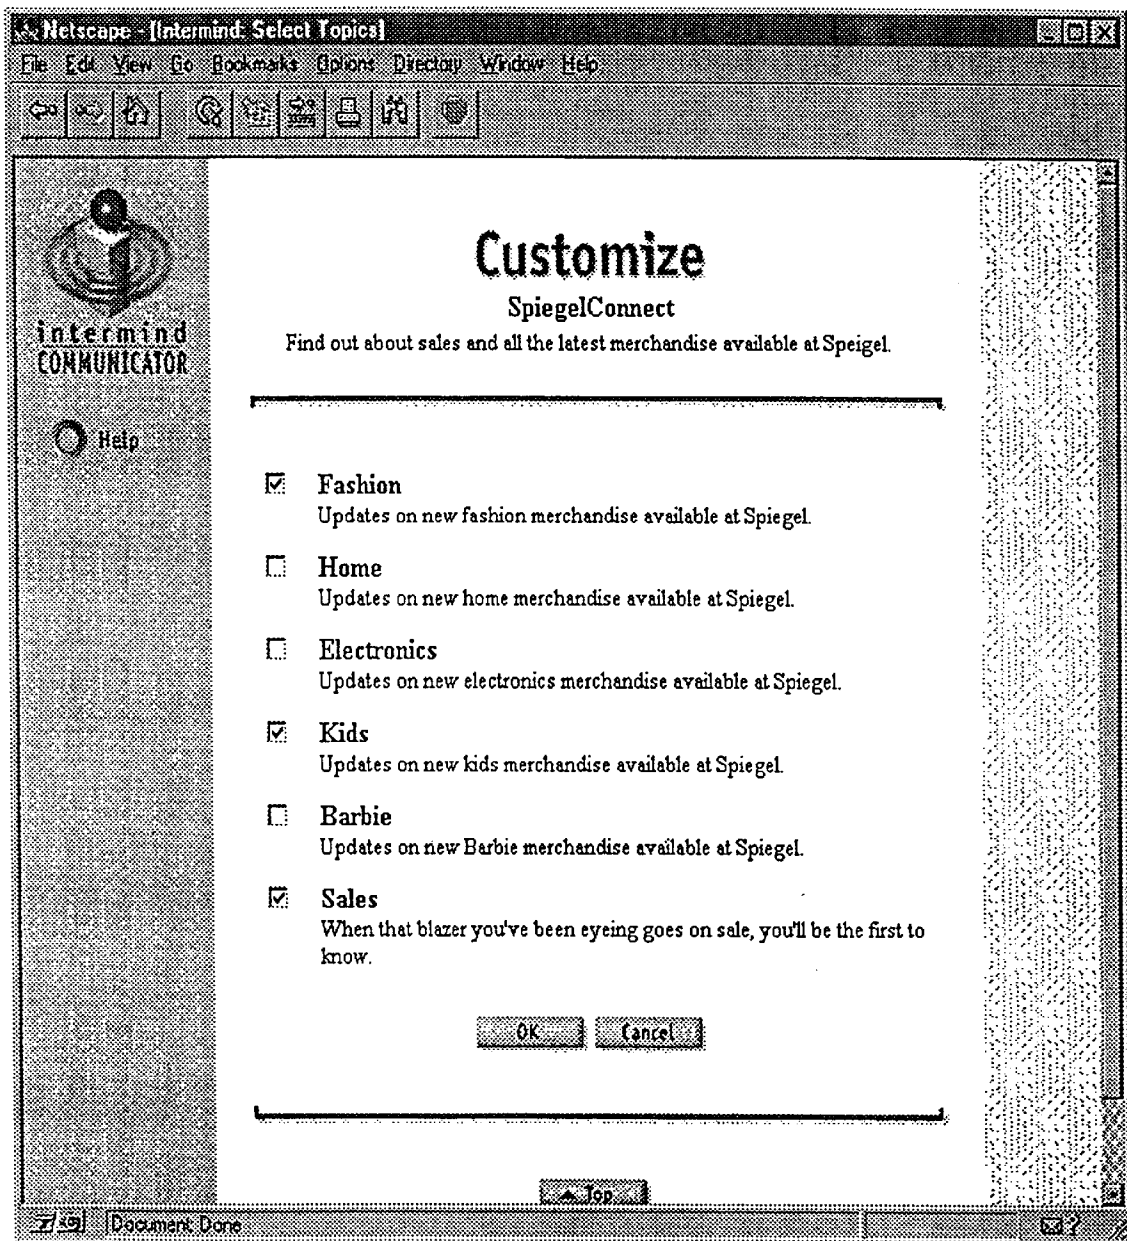 Netscape - [Intermind: Select Topics]
File Edit View Go Bookmarks Options Directory Window Help
intermind
COMMUNICATOR
Help
Customize
SpiegelConnect
Find out about sales and all the latest merchandise available at Speigel.
Fashion
Updates on new fashion merchandise available at Spiegel.
Home
Updates on new home merchandise available at Spiegel.
Electronics
Updates on new electronics merchandise available at Spiegel.
Kids
Updates on new kids merchandise available at Spiegel.
Barbie
Updates on new Barbie merchandise available at Spiegel.
Sales
When that blazer you've been eyeing goes on sale, you'll be the first to
know.
OK Cancel
Top
Document: Done
?